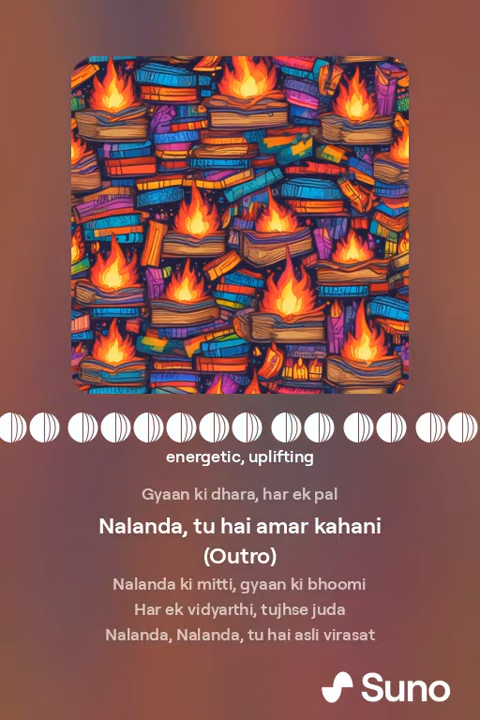 energetic, uplifting
Gyaan ki dhara, har ek pal
Nalanda, tu hai amar kahani
(Outro)
Nalanda ki mitti, gyaan ki bhoomi
Har ek vidyarthi, tujhse juda
Nalanda, Nalanda, tu hai asli virasat
Suno